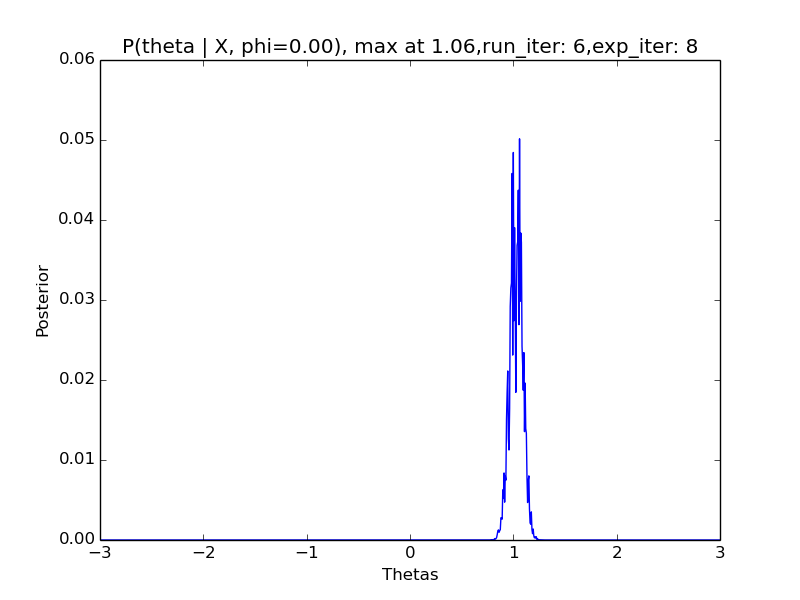 P(theta | X, phi=0.00), max at 1.06,run_iter: 6,exp_iter: 8
0.06
0.05
0.04
0.03
0.02
0.01
0.00
Posterior
−3 −2 −1 0 1 2 3
Thetas